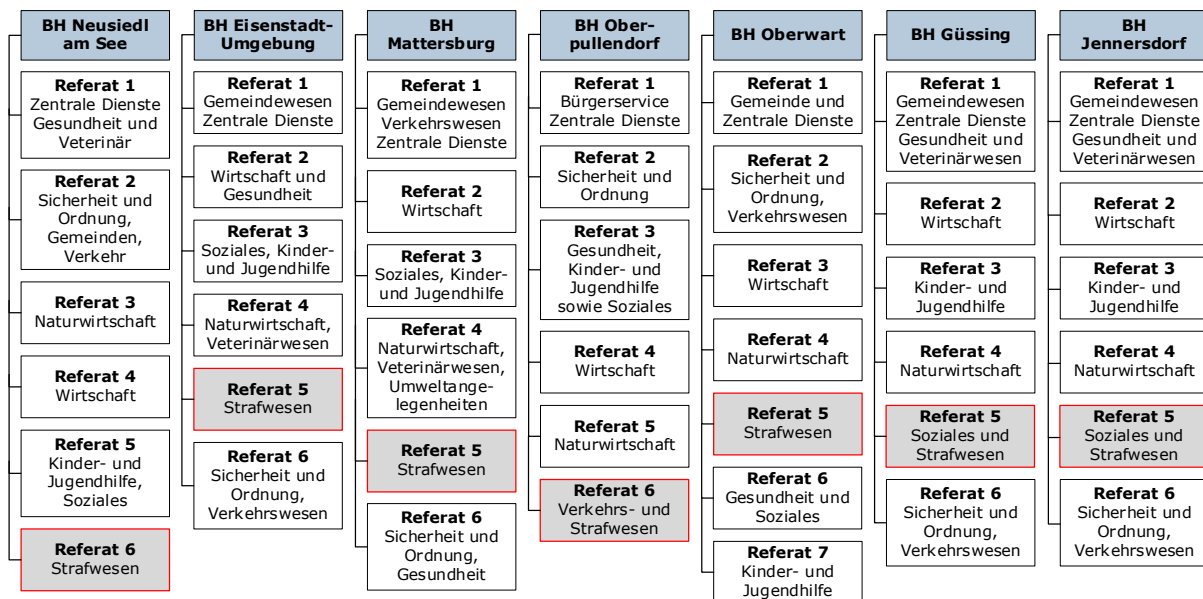 BH Neusiedl
am See
Referat 1
Zentrale Dienste
Gesundheit und
Veterinär
Referat 2
Sicherheit und
Ordnung,
Gemeinden,
Verkehr
Referat 3
Naturwirtschaft
Referat 4
Wirtschaft
Referat 5
Kinder- und
Jugendhilfe,
Soziales
Referat 6
Strafwesen
BH Eisenstadt-
Umgebung
Referat 1
Gemeindewesen
Zentrale Dienste
Referat 2
Wirtschaft und
Gesundheit
Referat 3
Soziales, Kinder-
und Jugendhilfe
Referat 4
Naturwirtschaft,
Veterinärwesen
Referat 5
Strafwesen
Referat 6
Sicherheit und
Ordnung,
Verkehrswesen
BH
Mattersburg
Referat 1
Gemeindewesen
Verkehrswesen
Zentrale Dienste
Referat 2
Wirtschaft
Referat 3
Soziales, Kinder-
und Jugendhilfe
Referat 4
Naturwirtschaft,
Veterinärwesen,
Umweltange-
legenheiten
Referat 5
Strafwesen
Referat 6
Sicherheit und
Ordnung,
Gesundheit
BH Ober-
pullendorf
Referat 1
Bürgerservice
Zentrale Dienste
Referat 2
Sicherheit und
Ordnung
Referat 3
Gesundheit,
Kinder- und
Jugendhilfe
sowie Soziales
Referat 4
Wirtschaft
Referat 5
Naturwirtschaft
Referat 6
Verkehrs- und
Strafwesen
BH Oberwart
Referat 1
Gemeinde und
Zentrale Dienste
Referat 2
Sicherheit und
Ordnung,
Verkehrswesen
Referat 3
Wirtschaft
Referat 4
Naturwirtschaft
Referat 5
Strafwesen
Referat 6
Gesundheit und
Soziales
Referat 7
Kinder- und
Jugendhilfe
BH Güssing
Referat 1
Gemeindewesen
Zentrale Dienste
Gesundheit und
Veterinärwesen
Referat 2
Wirtschaft
Referat 3
Kinder- und
Jugendhilfe
Referat 4
Naturwirtschaft
Referat 5
Soziales und
Strafwesen
Referat 6
Sicherheit und
Ordnung,
Verkehrswesen
BH
Jennersdorf
Referat 1
Gemeindewesen
Zentrale Dienste
Gesundheit und
Veterinärwesen
Referat 2
Wirtschaft
Referat 3
Kinder- und
Jugendhilfe
Referat 4
Naturwirtschaft
Referat 5
Soziales und
Strafwesen
Referat 6
Sicherheit und
Ordnung,
Verkehrswesen